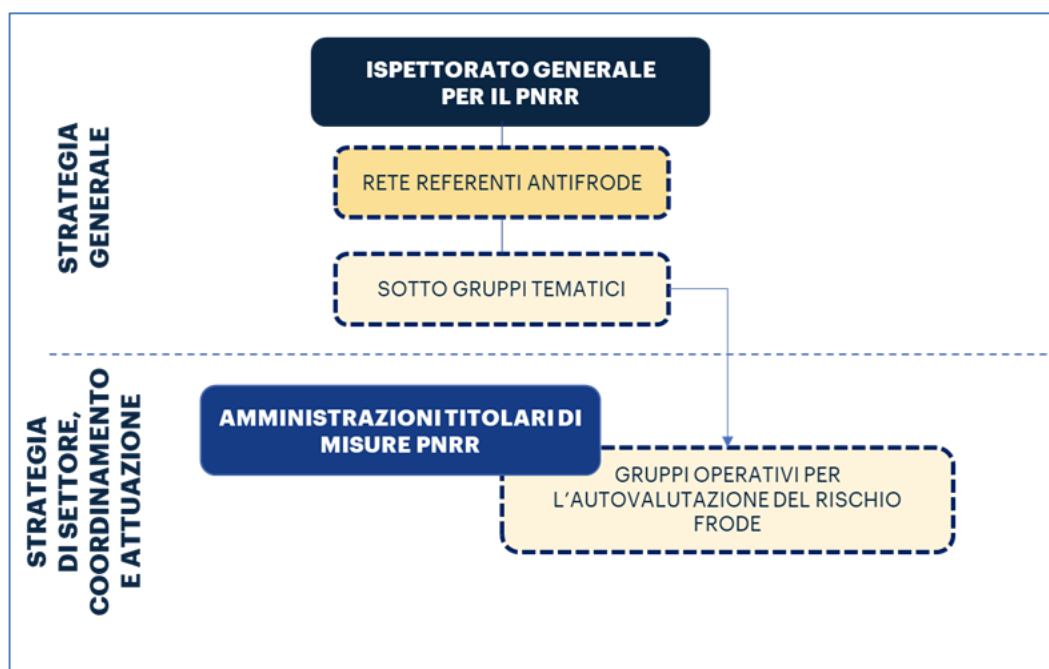 STRATEGIA
GENERALE
ISPETTORATO GENERALE
PER IL PNRR
RETE REFERENTI ANTIFRODE
SOTTO GRUPPI TEMATICI
STRATEGIA
DI SETTORE,
COORDINAMENTO
E ATTUAZIONE
AMMINISTRAZIONI TITOLARI DI
MISURE PNRR
GRUPPI OPERATIVI PER
L'AUTOVALUTAZIONE DEL RISCHIO
FRODE